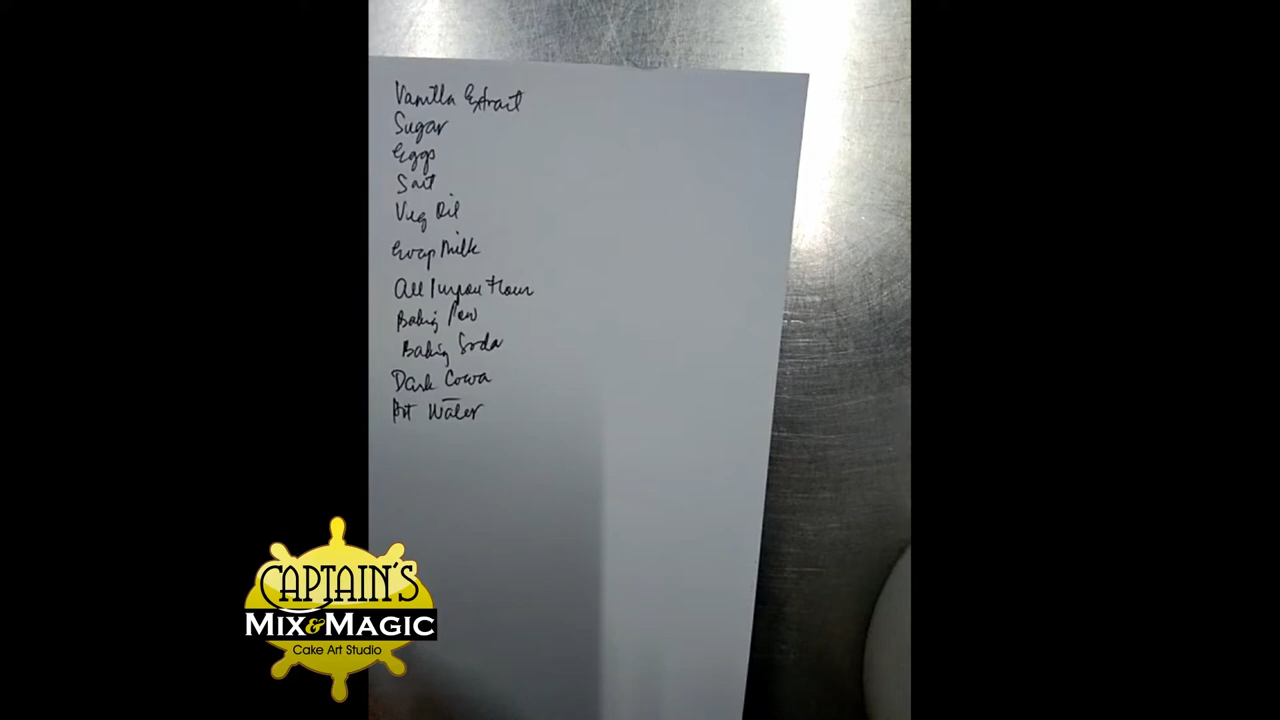 Vanilla Extract
Sugar
Eggs
Salt
Veg Oil
Evap Milk
All Purpose Flour
Baking Pow
Baking Soda
Dark Cocoa
Hot Water
CAPTAIN'S
MIX & MAGIC
Cake Art Studio